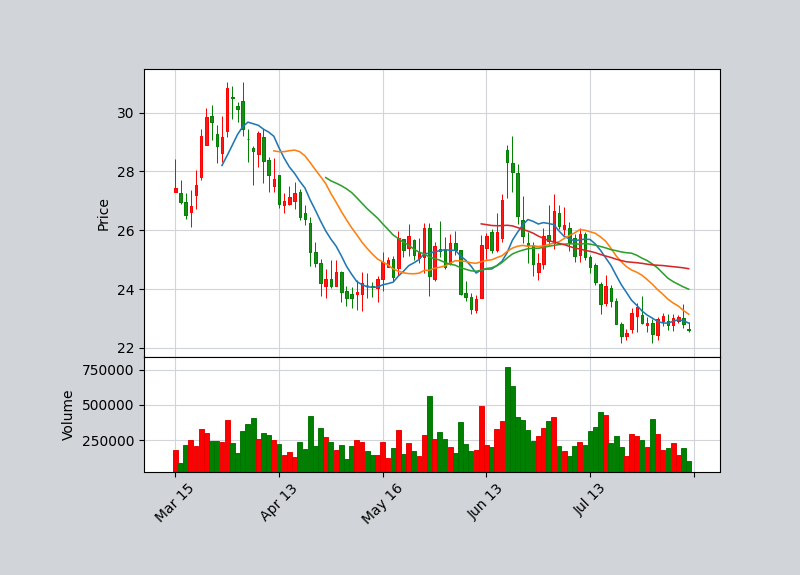 Price
30
28
26
24
22
Volume
750000
500000
250000
Mar 15
Apr 13
May 16
Jun 13
Jul 13